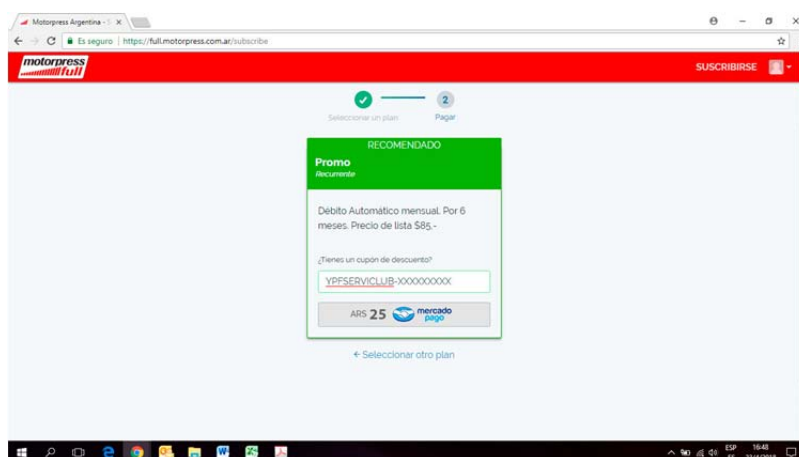 Motorpress Argentina - S
Es seguro https://full.motorpress.com.ar/subscribe
motorpress
full
SUSCRIBIRSE
2
Seleccionar un plan Pagar
RECOMENDADO
Promo
Recurrente
Débito Automático mensual. Por 6
meses. Precio de lista $85.-
¿Tienes un cupón de descuento?
YPFSERVICLUB-XXXXXXXXX
ARS 25 mercado
pago
← Seleccionar otro plan
ESP 16:48
ES